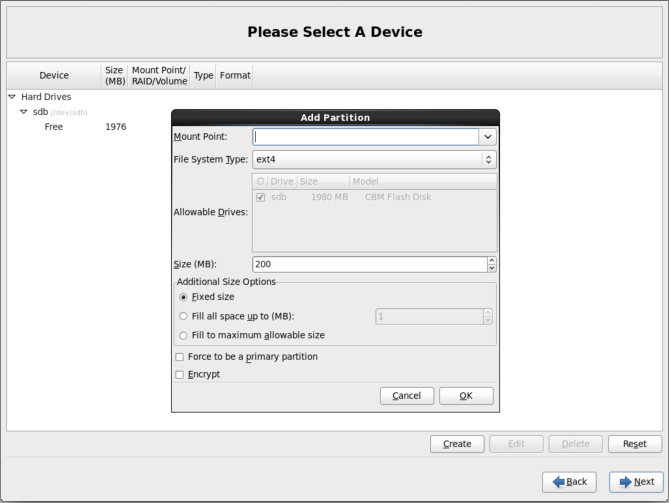 Please Select A Device
Device Size (MB) Mount Point/ RAID/Volume Type Format
Hard Drives
sdb (/dev/sdb)
Free 1976
Add Partition
Mount Point:
File System Type: ext4
Drive Size Model
sdb 1980 MB CBM Flash Disk
Allowable Drives:
Size (MB): 200
Additional Size Options
Fixed size
Fill all space up to (MB): 1
Fill to maximum allowable size
Force to be a primary partition
Encrypt
Cancel OK
Create Edit Delete Reset
Back Next